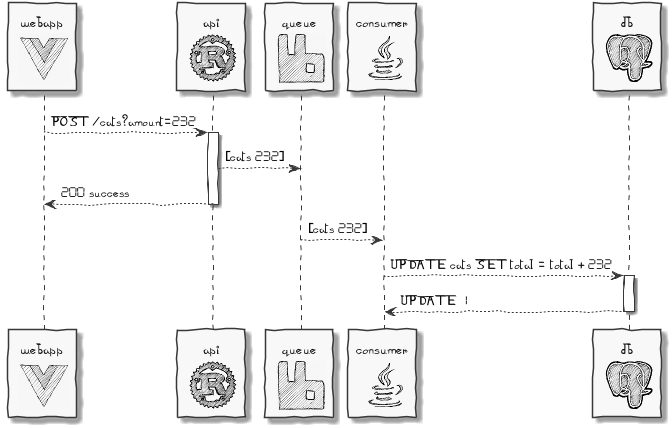 webapp
api
queue
consumer
db
POST /cats?amount=232
[cats 232]
200 success
[cats 232]
UPDATE cats SET total = total + 232
UPDATE 1
webapp
api
queue
consumer
db